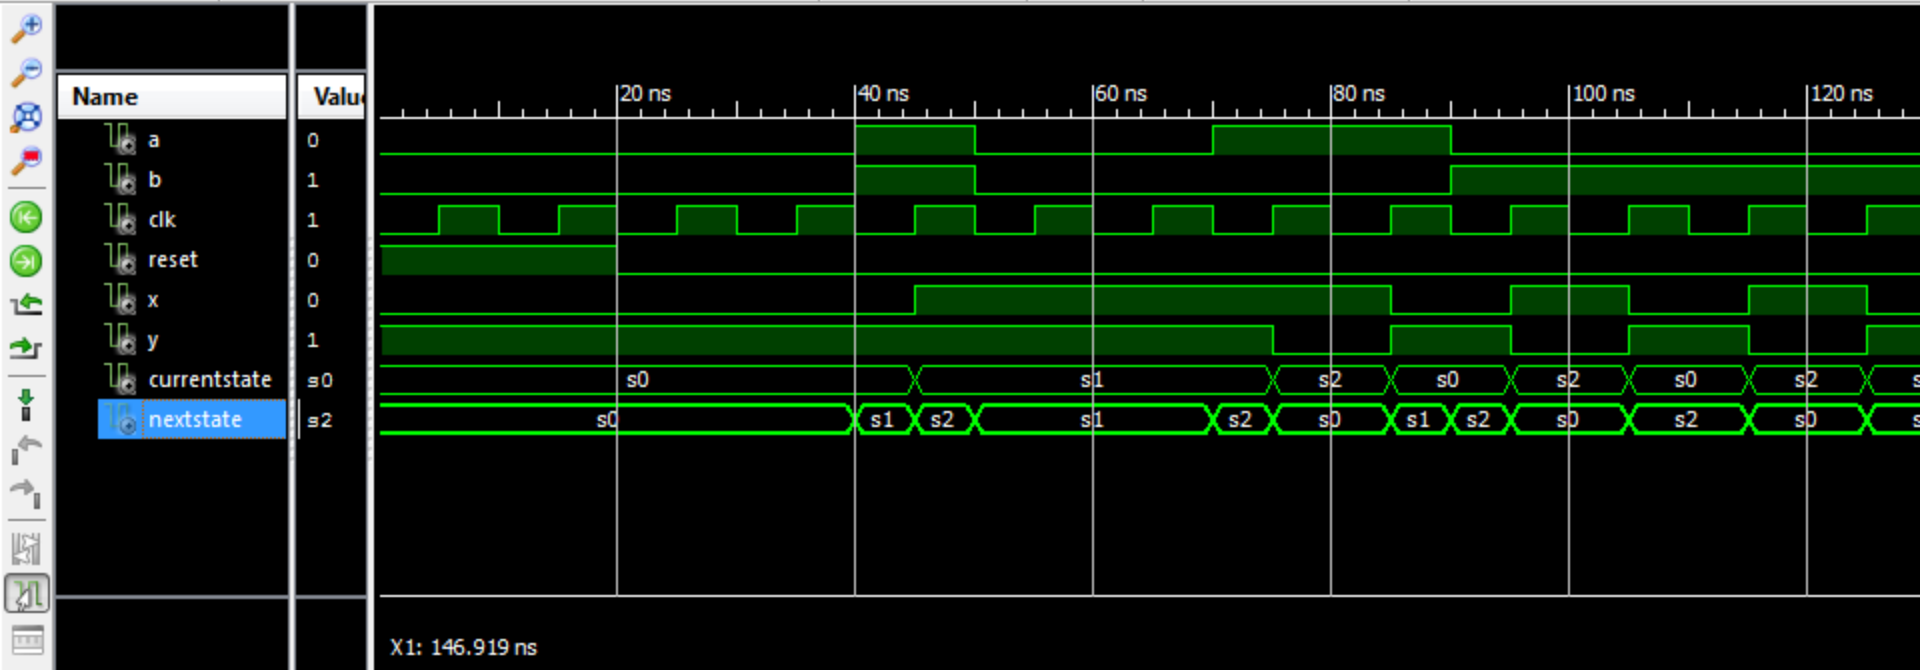 Name Valu
20 ns 40 ns 60 ns 80 ns 100 ns 120 ns
a 0
b 1
clk 1
reset 0
x 0
y 1
currentstate s0 s0 s1 s2 s0 s2 s0 s2 s
nextstate s2 s0 s1 s2 s1 s2 s0 s1 s2 s0 s2 s0 s
X1: 146.919 ns